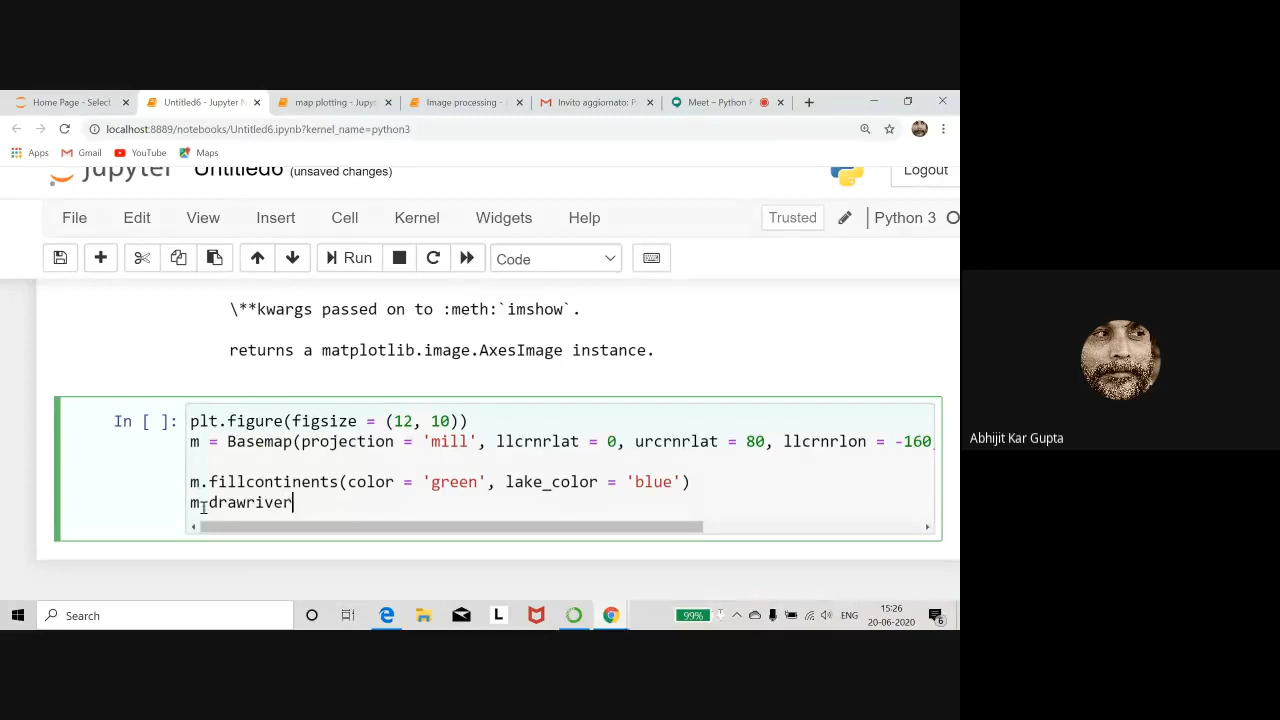 Home Page - Select
Untitled6 - Jupyter N
map plotting - Jupy
Image processing -
Invito aggiornato: P
Meet – Python P
localhost:8889/notebooks/Untitled6.ipynb?kernel_name=python3
Apps Gmail YouTube Maps
jupyter Untitled6 (unsaved changes)
Logout
File Edit View Insert Cell Kernel Widgets Help
Trusted
Python 3
Run
Code
\**kwargs passed on to :meth:`imshow`.
returns a matplotlib.image.AxesImage instance.
In [ ]:
plt.figure(figsize = (12, 10))
m = Basemap(projection = 'mill', llcrnrlat = 0, urcrnrlat = 80, llcrnrlon = -160,
m.fillcontinents(color = 'green', lake_color = 'blue')
m.drawriver
Abhijit Kar Gupta
Search
L
99%
ENG
15:26
20-06-2020
6